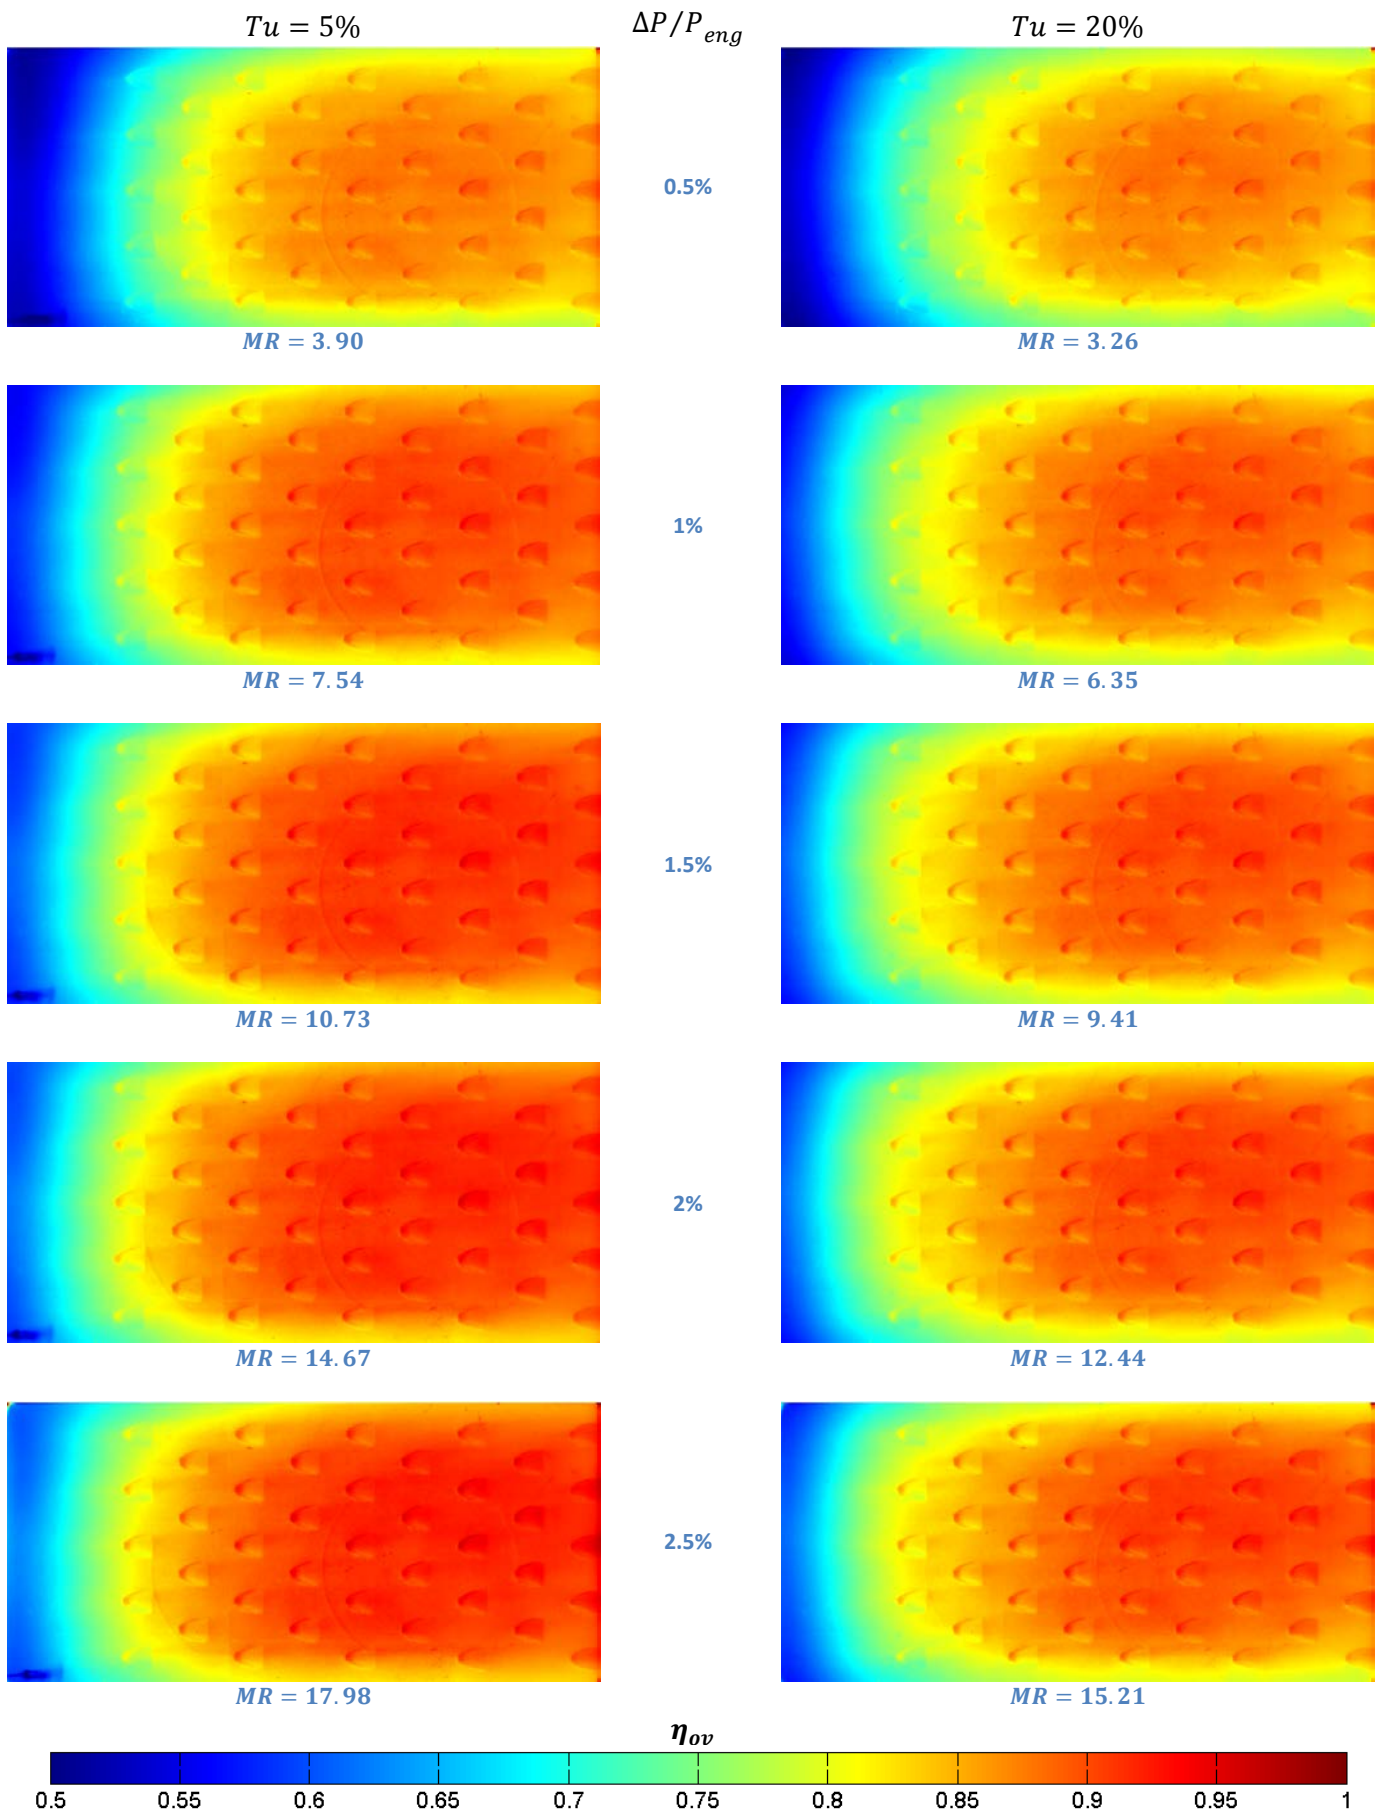 Tu = 5% ΔP/P_eng Tu = 20%
0.5%
MR = 3.90 MR = 3.26
1%
MR = 7.54 MR = 6.35
1.5%
MR = 10.73 MR = 9.41
2%
MR = 14.67 MR = 12.44
2.5%
MR = 17.98 MR = 15.21
η_ov
0.5 0.55 0.6 0.65 0.7 0.75 0.8 0.85 0.9 0.95 1